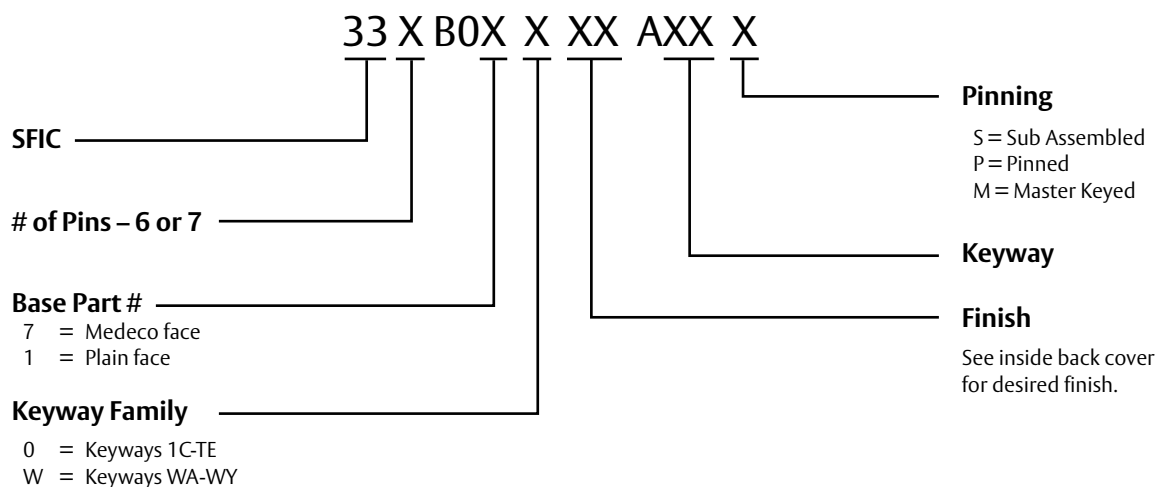 33 X B0X X XX AXX X
SFIC
# of Pins – 6 or 7
Base Part #
7 = Medeco face
1 = Plain face
Keyway Family
0 = Keyways 1C-TE
W = Keyways WA-WY
Pinning
S = Sub Assembled
P = Pinned
M = Master Keyed
Keyway
Finish
See inside back cover
for desired finish.